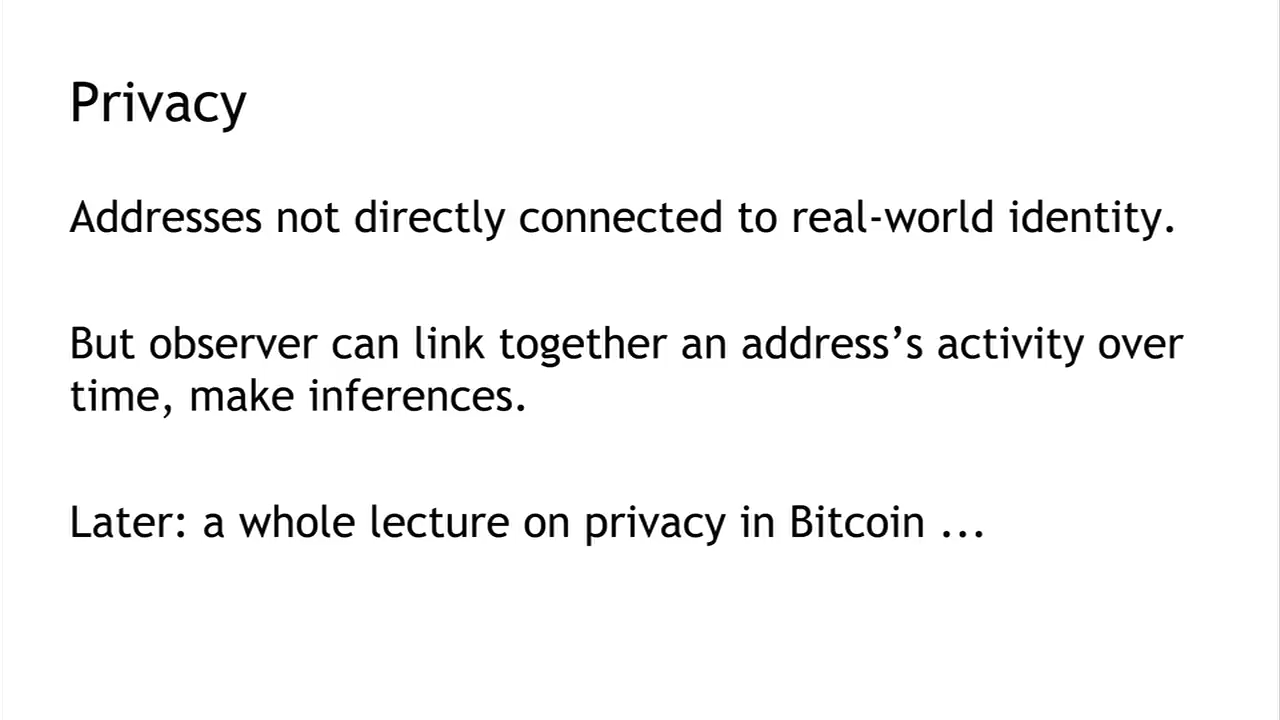 Privacy
Addresses not directly connected to real-world identity.
But observer can link together an address’s activity over
time, make inferences.
Later: a whole lecture on privacy in Bitcoin ...